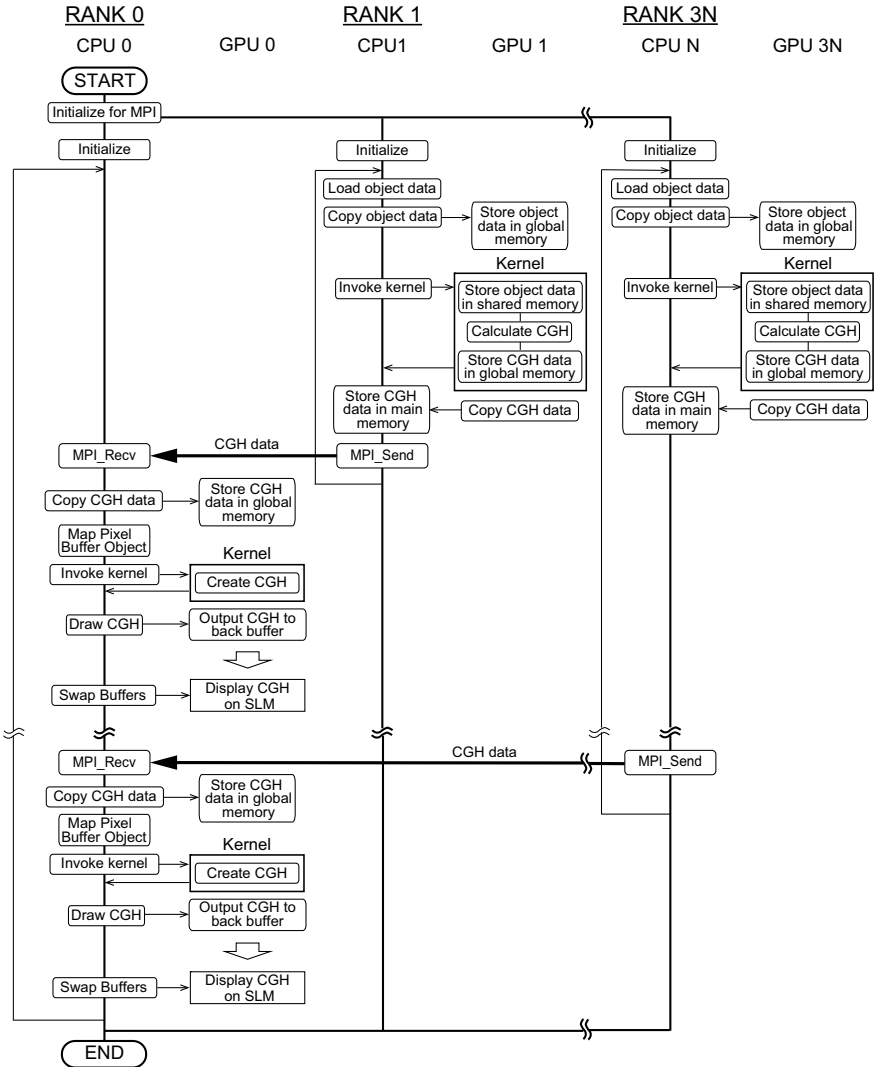 RANK 0
RANK 1
RANK 3N
CPU 0
GPU 0
CPU1
GPU 1
CPU N
GPU 3N
START
Initialize for MPI
Initialize
Initialize
Initialize
Load object data
Load object data
Copy object data
Store object
data in global
memory
Copy object data
Store object
data in global
memory
Kernel
Kernel
Invoke kernel
Store object data
in shared memory
Calculate CGH
Store CGH data
in global memory
Invoke kernel
Store object data
in shared memory
Calculate CGH
Store CGH data
in global memory
Store CGH
data in main
memory
Copy CGH data
Store CGH
data in main
memory
Copy CGH data
MPI_Recv
CGH data
MPI_Send
Copy CGH data
Store CGH
data in global
memory
Map Pixel
Buffer Object
Kernel
Invoke kernel
Create CGH
Draw CGH
Output CGH to
back buffer
Swap Buffers
Display CGH
on SLM
MPI_Recv
CGH data
MPI_Send
Copy CGH data
Store CGH
data in global
memory
Map Pixel
Buffer Object
Kernel
Invoke kernel
Create CGH
Draw CGH
Output CGH to
back buffer
Swap Buffers
Display CGH
on SLM
END